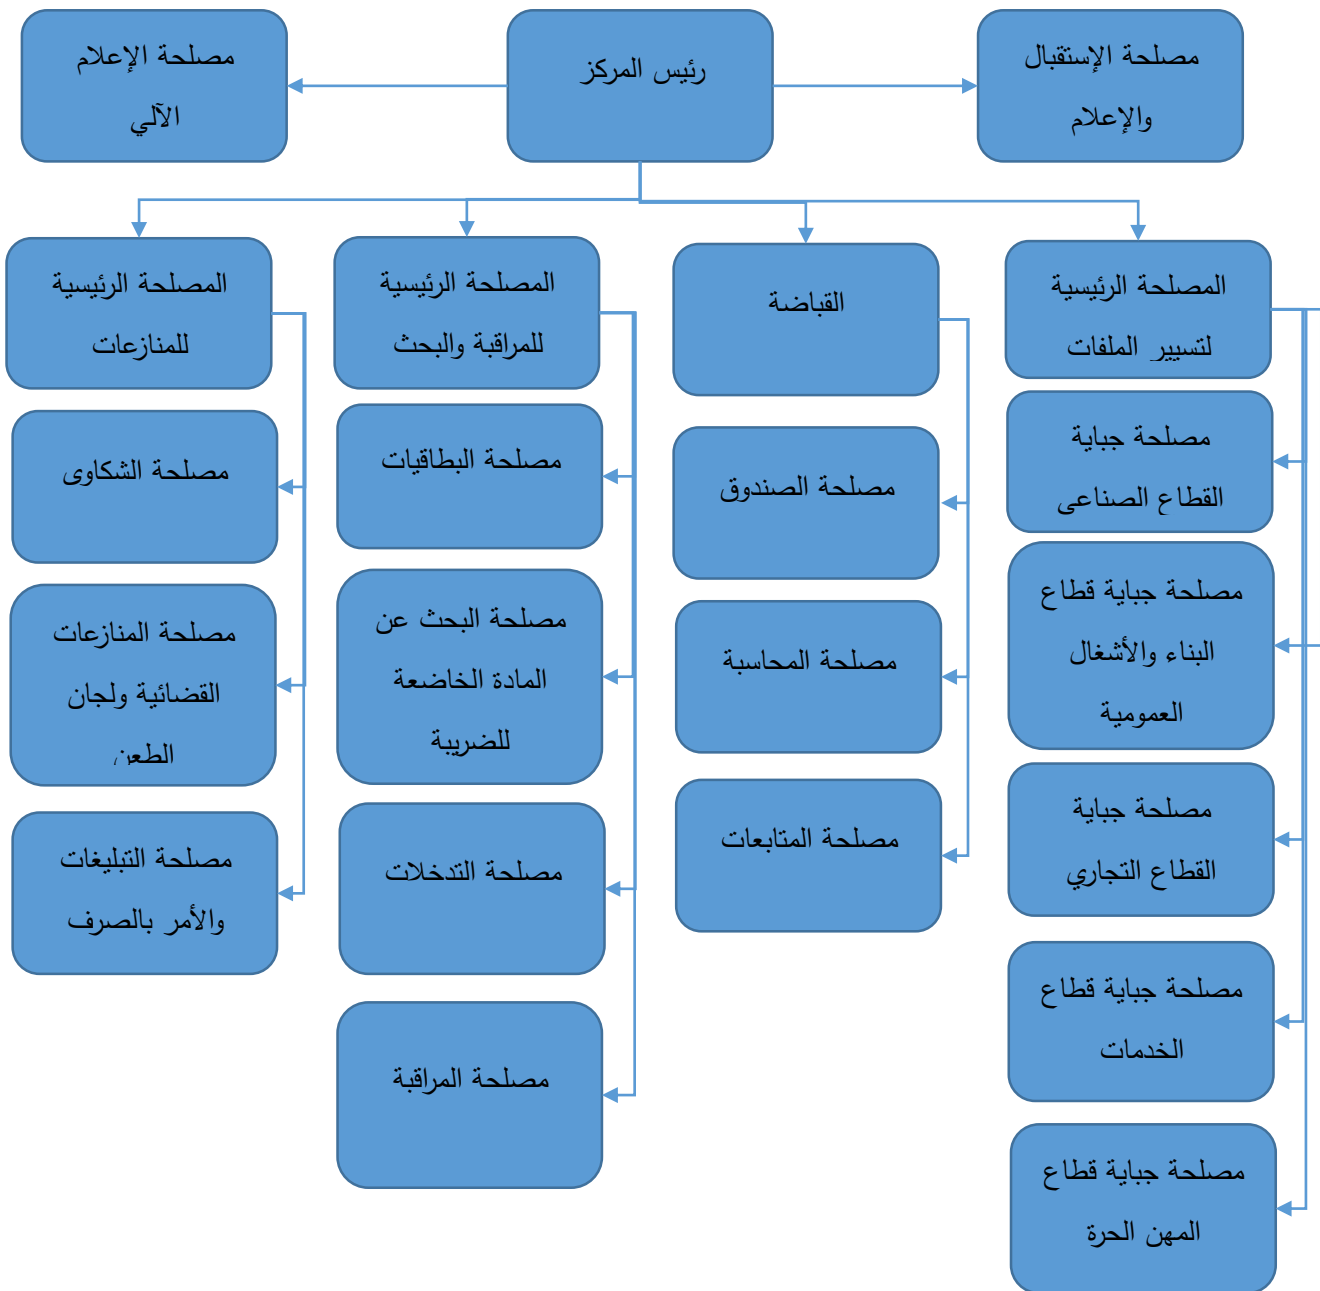 مصلحة الإستقبال
والإعلام
رئيس المركز
مصلحة الإعلام
الآلي
المصلحة الرئيسية
لتسيير الملفات
مصلحة جباية
القطاع الصناعي
مصلحة جباية قطاع
البناء والأشغال
العمومية
مصلحة جباية
القطاع التجاري
مصلحة جباية قطاع
الخدمات
مصلحة جباية قطاع
المهن الحرة
القباضة
مصلحة الصندوق
مصلحة المحاسبة
مصلحة المتابعات
المصلحة الرئيسية
للمراقبة والبحث
مصلحة البطاقيات
مصلحة البحث عن
المادة الخاضعة
للضريبة
مصلحة التدخلات
مصلحة المراقبة
المصلحة الرئيسية
للمنازعات
مصلحة الشكاوى
مصلحة المنازعات
القضائية ولجان
الطعن
مصلحة التبليغات
والأمر بالصرف